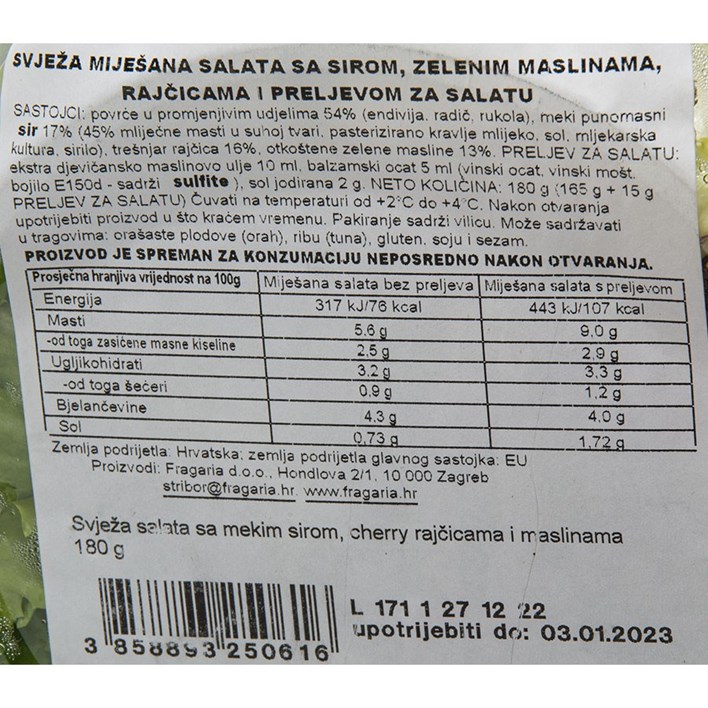 SVJEŽA MIJEŠANA SALATA SA SIROM, ZELENIM MASLINAMA,
RAJČICAMA I PRELJEVOM ZA SALATU
SASTOJCI: povrće u promjenjivim udjelima 54% (endivija, radič, rukola), meki punomasni
sir 17% (45% mliječne masti u suhoj tvari, pasterizirano kravlje mlijeko, sol, mljekarska
kultura, sirilo), trešnjar rajčica 16%, otkoštene zelene masline 13%. PRELJEV ZA SALATU:
ekstra djevičansko maslinovo ulje 10 ml, balzamski ocat 5 ml (vinski ocat, vinski mošt,
bojilo E150d - sadrži sulfite ), sol jodirana 2 g. NETO KOLIČINA: 180 g (165 g + 15 g
PRELJEV ZA SALATU) Čuvati na temperaturi od +2°C do +4°C. Nakon otvaranja
upotrijebiti proizvod u što kraćem vremenu. Pakiranje sadrži vilicu. Može sadržavati
u tragovima: orašaste plodove (orah), ribu (tuna), gluten, soju i sezam.
PROIZVOD JE SPREMAN ZA KONZUMACIJU NEPOSREDNO NAKON OTVARANJA.
Prosječna hranjiva vrijednost na 100g Miješana salata bez preljeva Miješana salata s preljevom
Energija 317 kJ/76 kcal 443 kJ/107 kcal
Masti 5.6 g 9,0 g
-od toga zasićene masne kiseline 2,5 g 2,9 g
Ugljikohidrati 3.2 g 3,3 g
-od toga šećeri 0.9 g 1,2 g
Bjelančevine 4.3 g 4.0 g
Sol 0,73 g 1,72 g
Zemlja podrijetla: Hrvatska; zemlja podrijetla glavnog sastojka: EU
Proizvodi: Fragaria d.o.o., Hondlova 2/1, 10 000 Zagreb
stribor@fragaria.hr, www.fragaria.hr
Svježa salata sa mekim sirom, cherry rajčicama i maslinama
180 g
L 171 1 27 12 22
upotrijebiti do: 03.01.2023
3 858893 250616